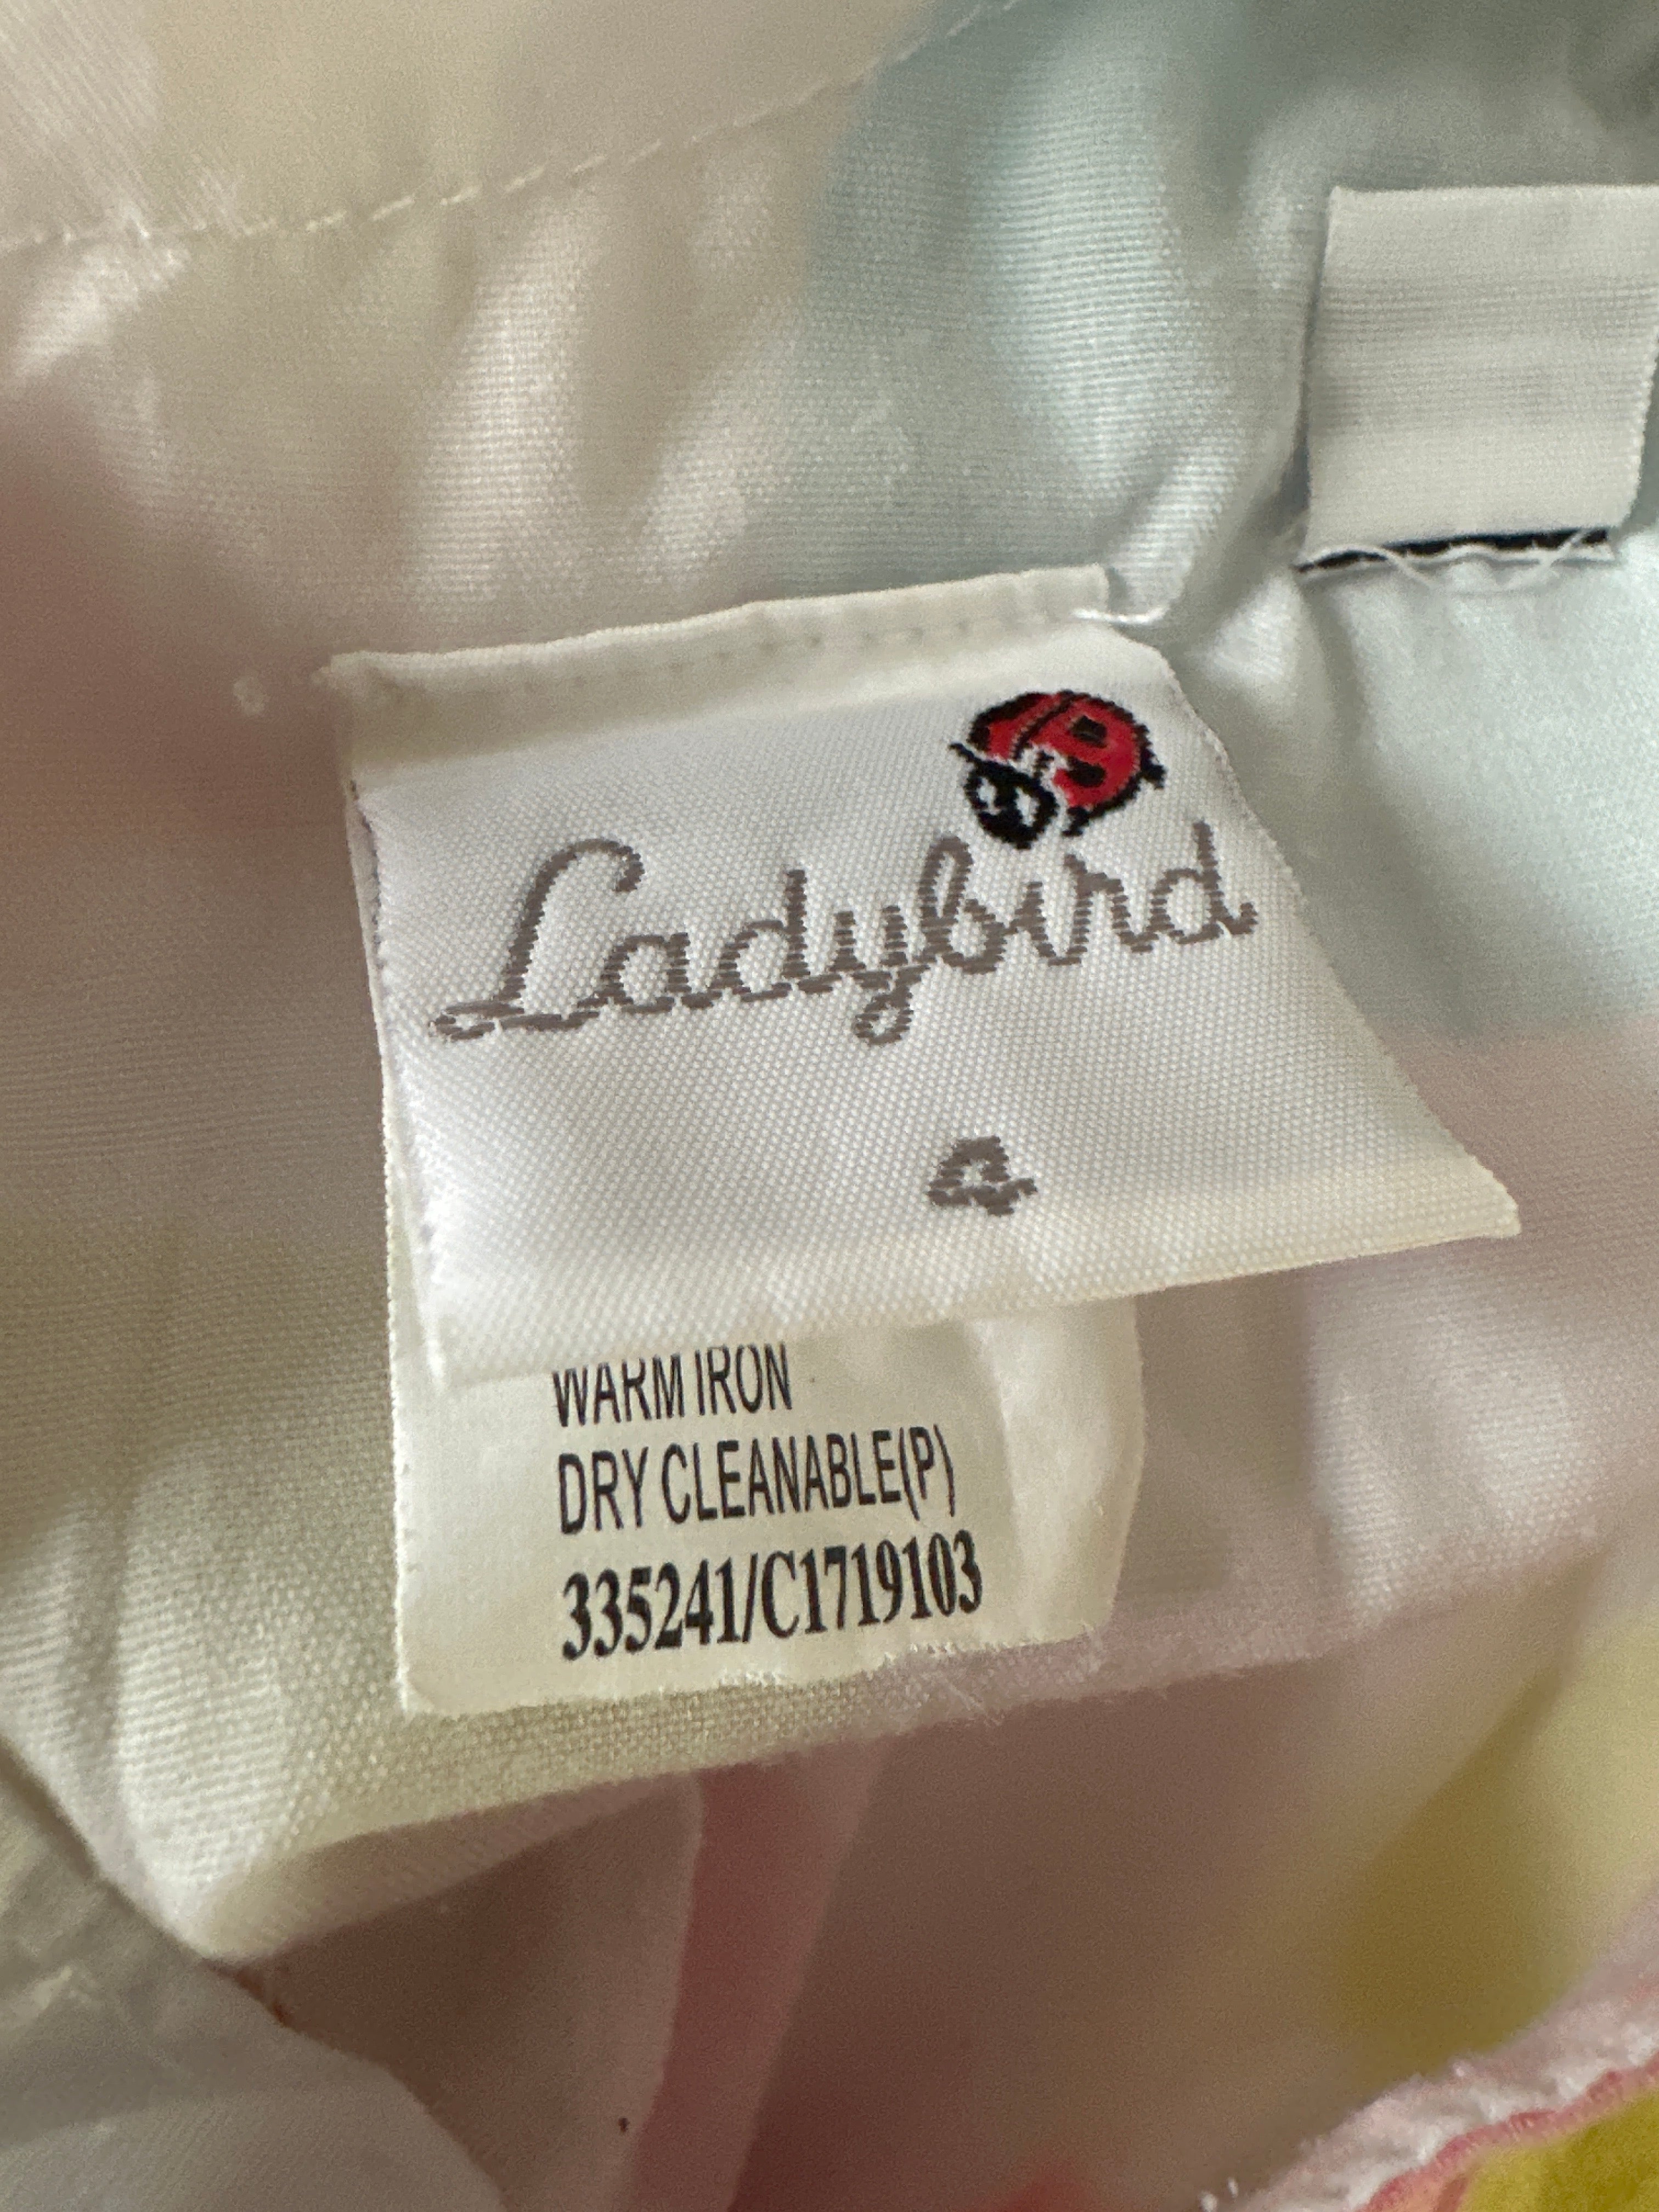 Ladybird
4
WARM IRON
DRY CLEANABLE(P)
335241/C1719103